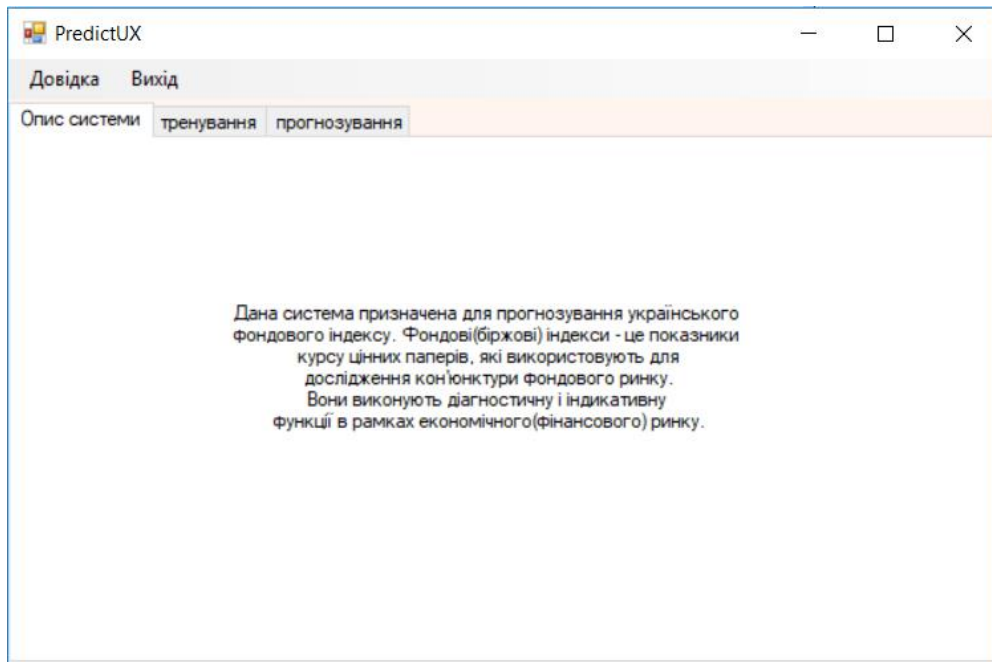 PredictUX
Довідка Вихід
Опис системи тренування прогнозування
Дана система призначена для прогнозування українського
фондового індексу. Фондові(біржові) індекси - це показники
курсу цінних паперів, які використовують для
дослідження кон'юнктури фондового ринку.
Вони виконують діагностичну і індикативну
функції в рамках економічного(фінансового) ринку.